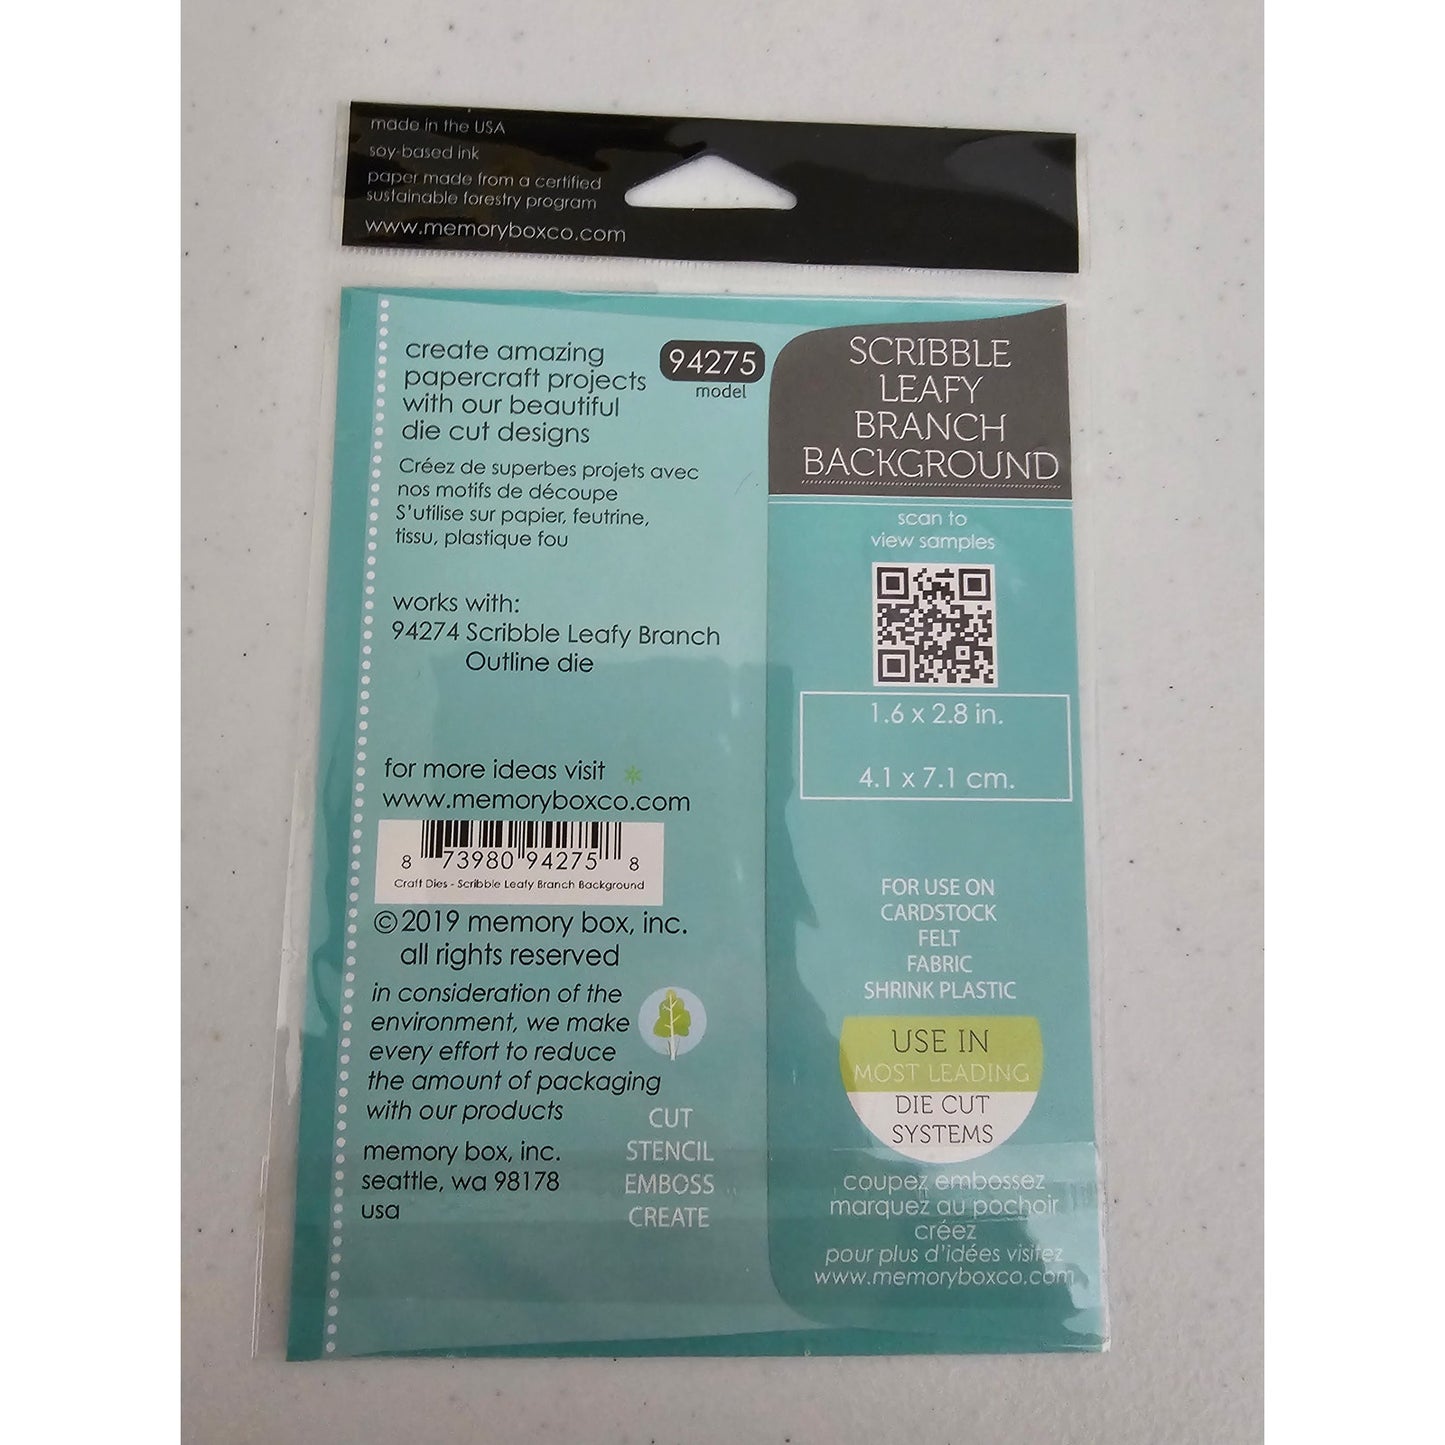 made in the USA
soy-based ink
paper made from a certified
sustainable forestry program
www.memoryboxco.com
create amazing
papercraft projects
with our beautiful
die cut designs
94275
model
Créez de superbes projets avec
nos motifs de découpe
S'utilise sur papier, feutrine,
tissu, plastique fou
works with:
94274 Scribble Leafy Branch
Outline die
for more ideas visit
www.memoryboxco.com
8 73980 94275 8
Craft Dies - Scribble Leafy Branch Background
©2019 memory box, inc.
all rights reserved
in consideration of the
environment, we make
every effort to reduce
the amount of packaging
with our products
memory box, inc.
seattle, wa 98178
usa
CUT
STENCIL
EMBOSS
CREATE
SCRIBBLE
LEAFY
BRANCH
BACKGROUND
scan to
view samples
1.6 x 2.8 in.
4.1 x 7.1 cm.
FOR USE ON
CARDSTOCK
FELT
FABRIC
SHRINK PLASTIC
USE IN
MOST LEADING
DIE CUT
SYSTEMS
coupez embossez
marquez au pochoir
créez
pour plus d'idées visitez
www.memoryboxco.com